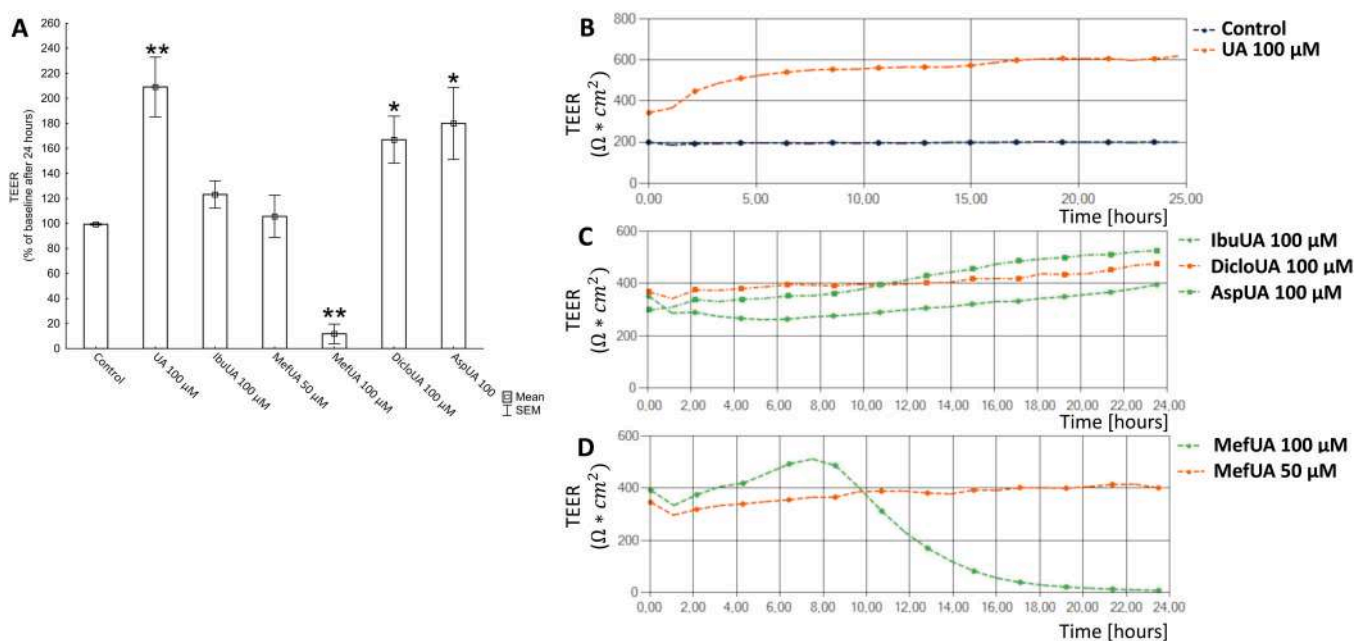 A
260
240
220
200
180
160
140
120
100
80
60
40
20
0
TEER
(% of baseline after 24 hours)
**
**
*
*
Control
UA 100 µM
IbuUA 100 µM
MefUA 50 µM
MefUA 100 µM
DicloUA 100 µM
AspUA 100
Mean
SEM
B
TEER
(Ω * cm²)
800
600
400
200
0
0,00 5,00 10,00 15,00 20,00 25,00
Time [hours]
Control
UA 100 µM
C
TEER
(Ω * cm²)
600
400
200
0
0,00 2,00 4,00 6,00 8,00 10,00 12,00 14,00 16,00 18,00 20,00 22,00 24,00
Time [hours]
IbuUA 100 µM
DicloUA 100 µM
AspUA 100 µM
D
TEER
(Ω * cm²)
600
400
200
0
0,00 2,00 4,00 6,00 8,00 10,00 12,00 14,00 16,00 18,00 20,00 22,00 24,00
Time [hours]
MefUA 100 µM
MefUA 50 µM